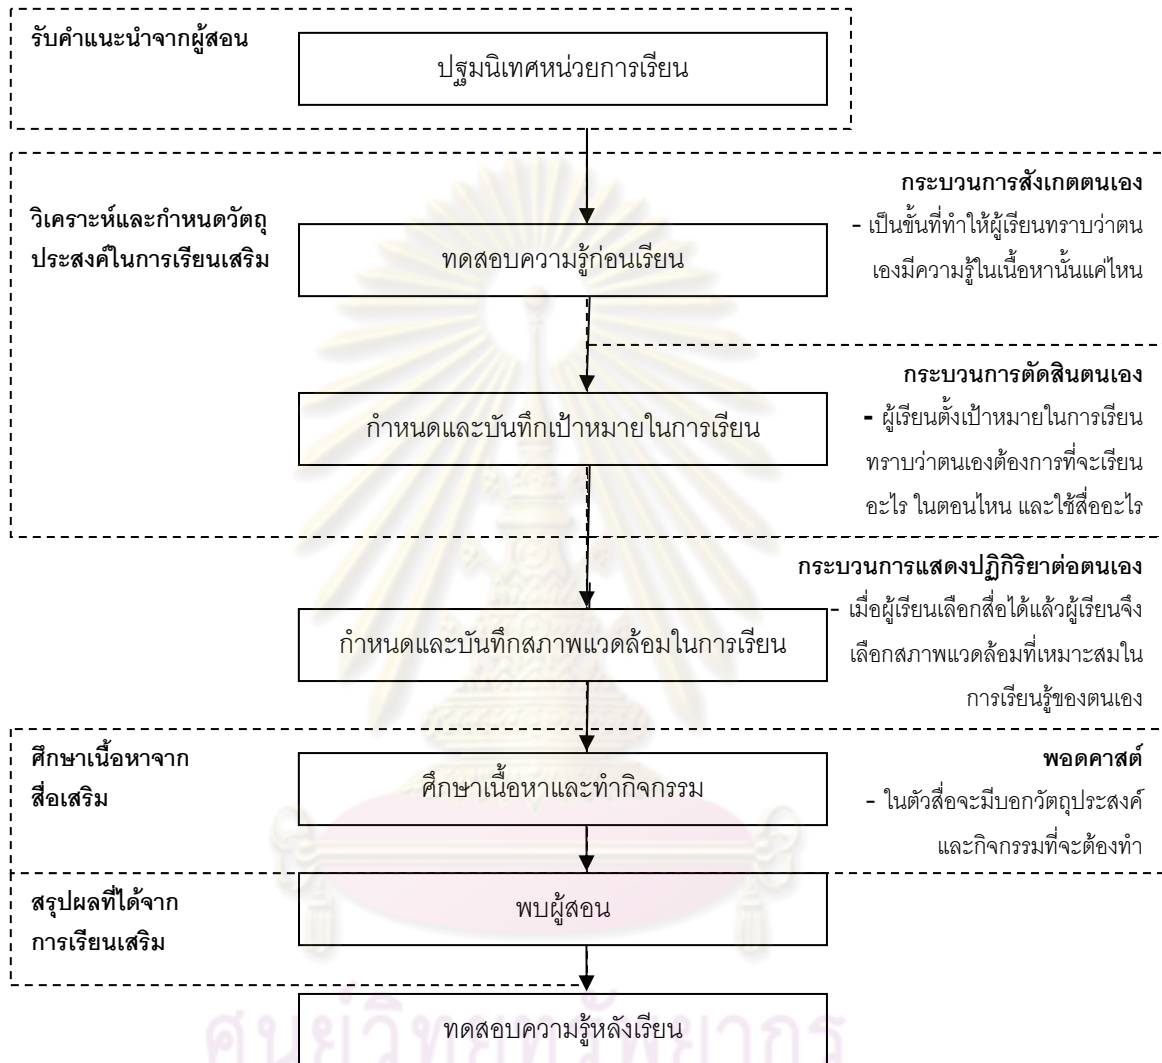 รับคำแนะนำจากผู้สอน
ปฐมนิเทศหน่วยการเรียน
วิเคราะห์และกำหนดวัตถุ
ประสงค์ในการเรียนเสริม
ทดสอบความรู้ก่อนเรียน
กระบวนการสังเกตตนเอง
- เป็นขั้นที่ทำให้ผู้เรียนทราบว่าตน
เองมีความรู้ในเนื้อหานั้นแค่ไหน
กำหนดและบันทึกเป้าหมายในการเรียน
กระบวนการตัดสินตนเอง
- ผู้เรียนตั้งเป้าหมายในการเรียน
ทราบว่าตนเองต้องการที่จะเรียน
อะไร ในตอนไหน และใช้สื่ออะไร
กำหนดและบันทึกสภาพแวดล้อมในการเรียน
กระบวนการแสดงปฏิกิริยาต่อตนเอง
- เมื่อผู้เรียนเลือกสื่อได้แล้วผู้เรียนจึง
เลือกสภาพแวดล้อมที่เหมาะสมใน
การเรียนรู้ของตนเอง
ศึกษาเนื้อหาจาก
สื่อเสริม
ศึกษาเนื้อหาและทำกิจกรรม
พอดคาสต์
- ในตัวสื่อจะมีบอกวัตถุประสงค์
และกิจกรรมที่จะต้องทำ
สรุปผลที่ได้จาก
การเรียนเสริม
พบผู้สอน
ทดสอบความรู้หลังเรียน
ศูนย์วิทยทรัพยากร